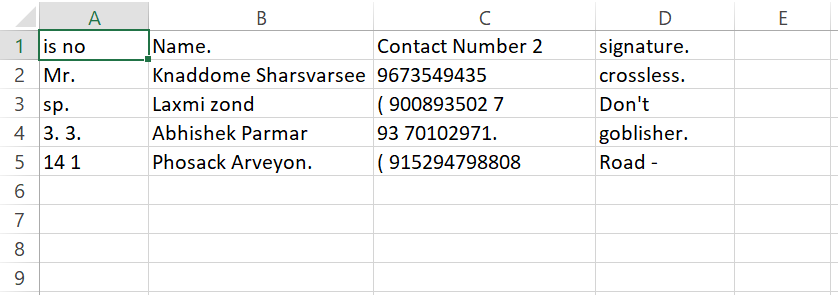 A B C D E
1 is no Name. Contact Number 2 signature.
2 Mr. Knaddome Sharsvarsee 9673549435 crossless.
3 sp. Laxmi zond ( 900893502 7 Don't
4 3. 3. Abhishek Parmar 93 70102971. goblisher.
5 14 1 Phosack Arveyon. ( 915294798808 Road -
6
7
8
9